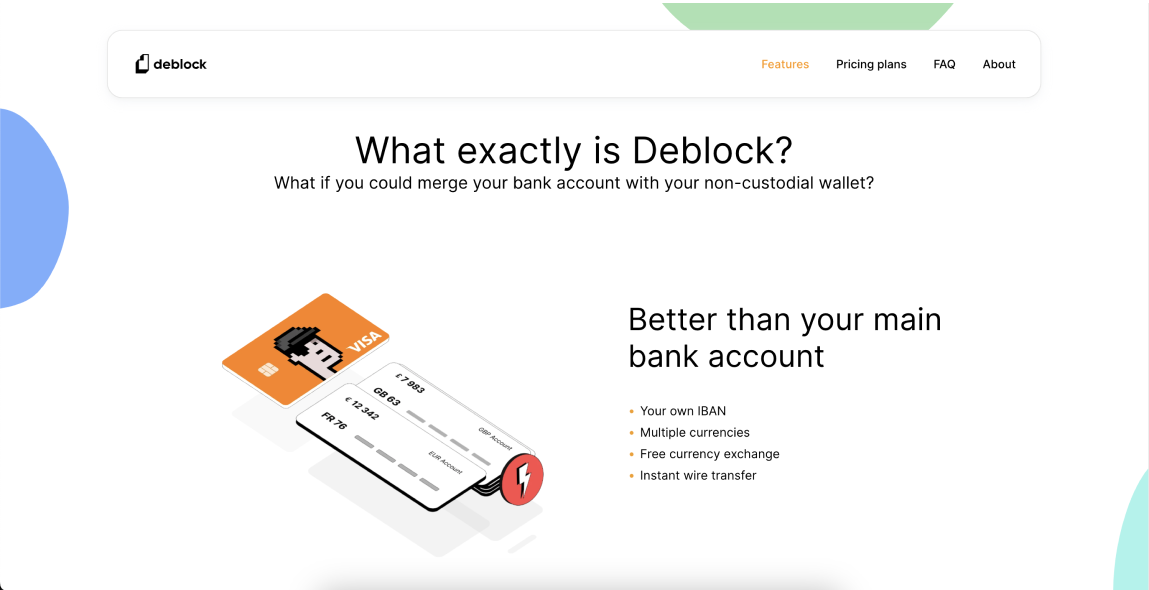 deblock
Features
Pricing plans
FAQ
About
What exactly is Deblock?
What if you could merge your bank account with your non-custodial wallet?
VISA
£ 7 983
GB 63
GBP Account
€ 12 342
FR 76
EUR Account
Better than your main
bank account
• Your own IBAN
• Multiple currencies
• Free currency exchange
• Instant wire transfer